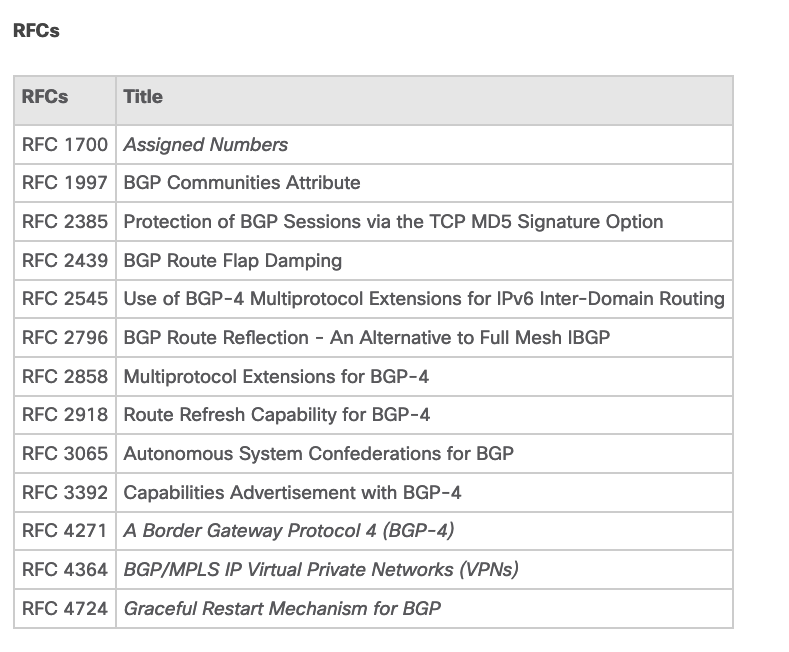 RFCs
RFCs Title
RFC 1700 Assigned Numbers
RFC 1997 BGP Communities Attribute
RFC 2385 Protection of BGP Sessions via the TCP MD5 Signature Option
RFC 2439 BGP Route Flap Damping
RFC 2545 Use of BGP-4 Multiprotocol Extensions for IPv6 Inter-Domain Routing
RFC 2796 BGP Route Reflection - An Alternative to Full Mesh IBGP
RFC 2858 Multiprotocol Extensions for BGP-4
RFC 2918 Route Refresh Capability for BGP-4
RFC 3065 Autonomous System Confederations for BGP
RFC 3392 Capabilities Advertisement with BGP-4
RFC 4271 A Border Gateway Protocol 4 (BGP-4)
RFC 4364 BGP/MPLS IP Virtual Private Networks (VPNs)
RFC 4724 Graceful Restart Mechanism for BGP